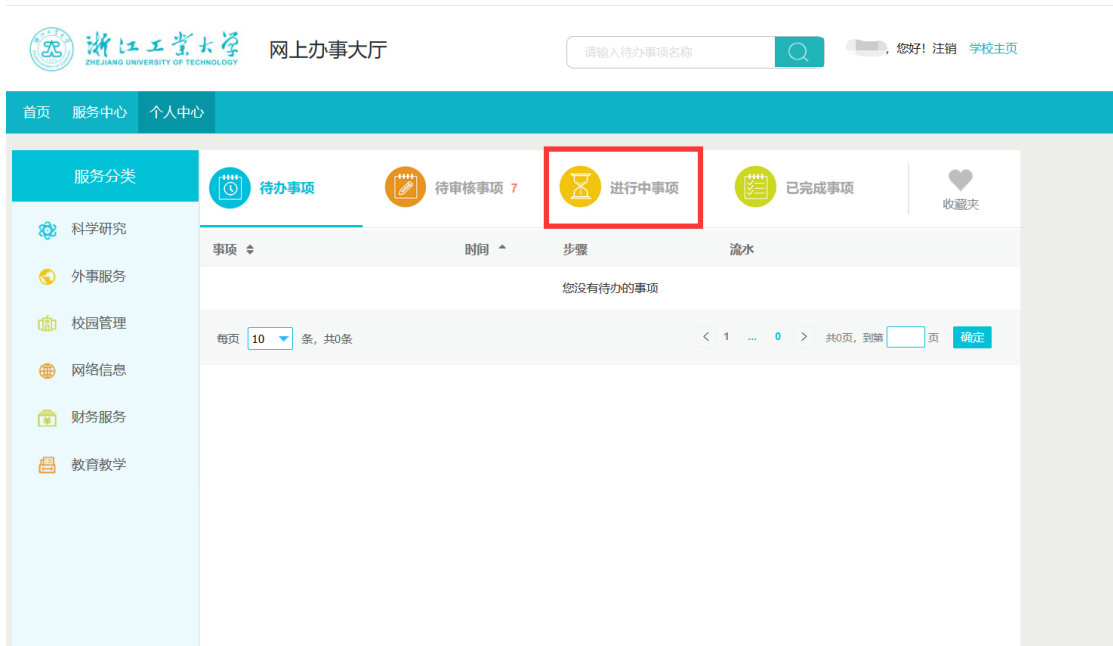 浙江工业大学
ZHEJIANG UNIVERSITY OF TECHNOLOGY
网上办事大厅
请输入待办事项名称
，您好！ 注销 学校主页
首页 服务中心 个人中心
服务分类
待办事项 待审核事项 7 进行中事项 已完成事项 收藏夹
科学研究
外事服务
校园管理
网络信息
财务服务
教育教学
事项 时间 步骤 流水
您没有待办的事项
每页 10 条，共0条 < 1 ... 0 > 共0页，到第 页 确定